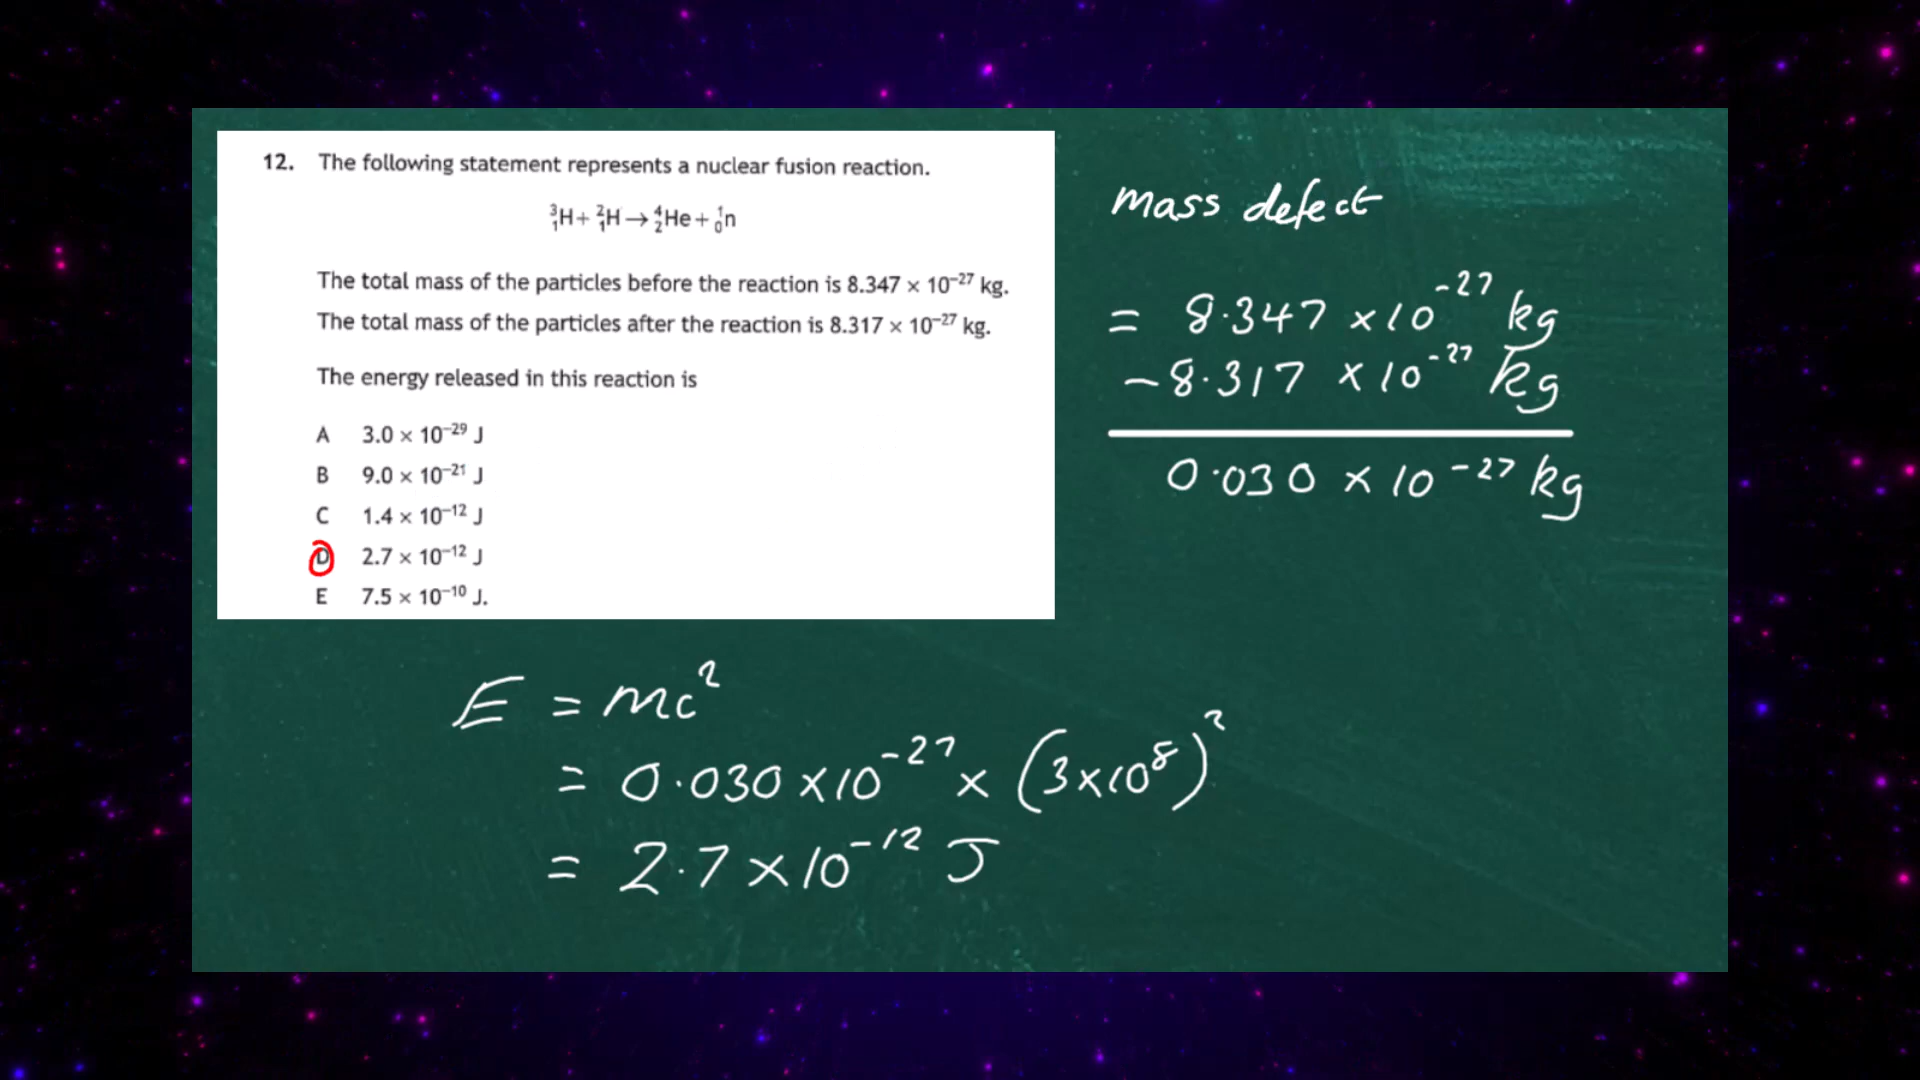 12. The following statement represents a nuclear fusion reaction.
³₁H + ²₁H → ⁴₂He + ¹₀n
The total mass of the particles before the reaction is 8.347 × 10⁻²⁷ kg.
The total mass of the particles after the reaction is 8.317 × 10⁻²⁷ kg.
The energy released in this reaction is
A 3.0 × 10⁻²⁹ J
B 9.0 × 10⁻²¹ J
C 1.4 × 10⁻¹² J
D 2.7 × 10⁻¹² J
E 7.5 × 10⁻¹⁰ J.
mass defect
= 8.347 × 10⁻²⁷ kg
− 8.317 × 10⁻²⁷ kg
0.030 × 10⁻²⁷ kg
E = mc²
= 0.030 × 10⁻²⁷ × (3×10⁸)²
= 2.7 × 10⁻¹² J